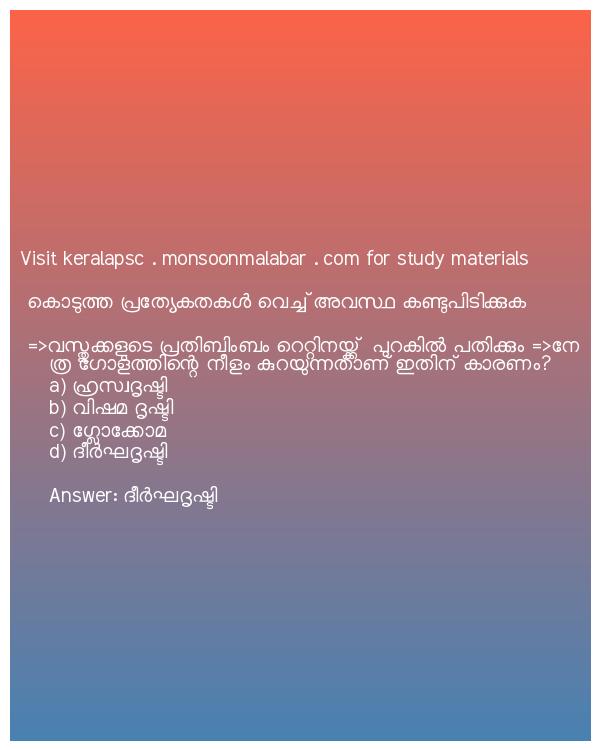 Visit keralapsc . monsoonmalabar . com for study materials
കൊടുത്ത പ്രത്യേകതകൾ വെച്ച് അവസ്ഥ കണ്ടുപിടിക്കുക
=>വസ്തുക്കളുടെ പ്രതിബിംബം റെറ്റിനയ്ക്ക് പുറകിൽ പതിക്കും =>നേ
ത്ര ഗോളത്തിന്റെ നീളം കുറയുന്നതാണ് ഇതിന് കാരണം?
a) ഹ്രസ്വദൃഷ്ടി
b) വിഷമ ദൃഷ്ടി
c) ഗ്ലോക്കോമ
d) ദീർഘദൃഷ്ടി
Answer: ദീർഘദൃഷ്ടി